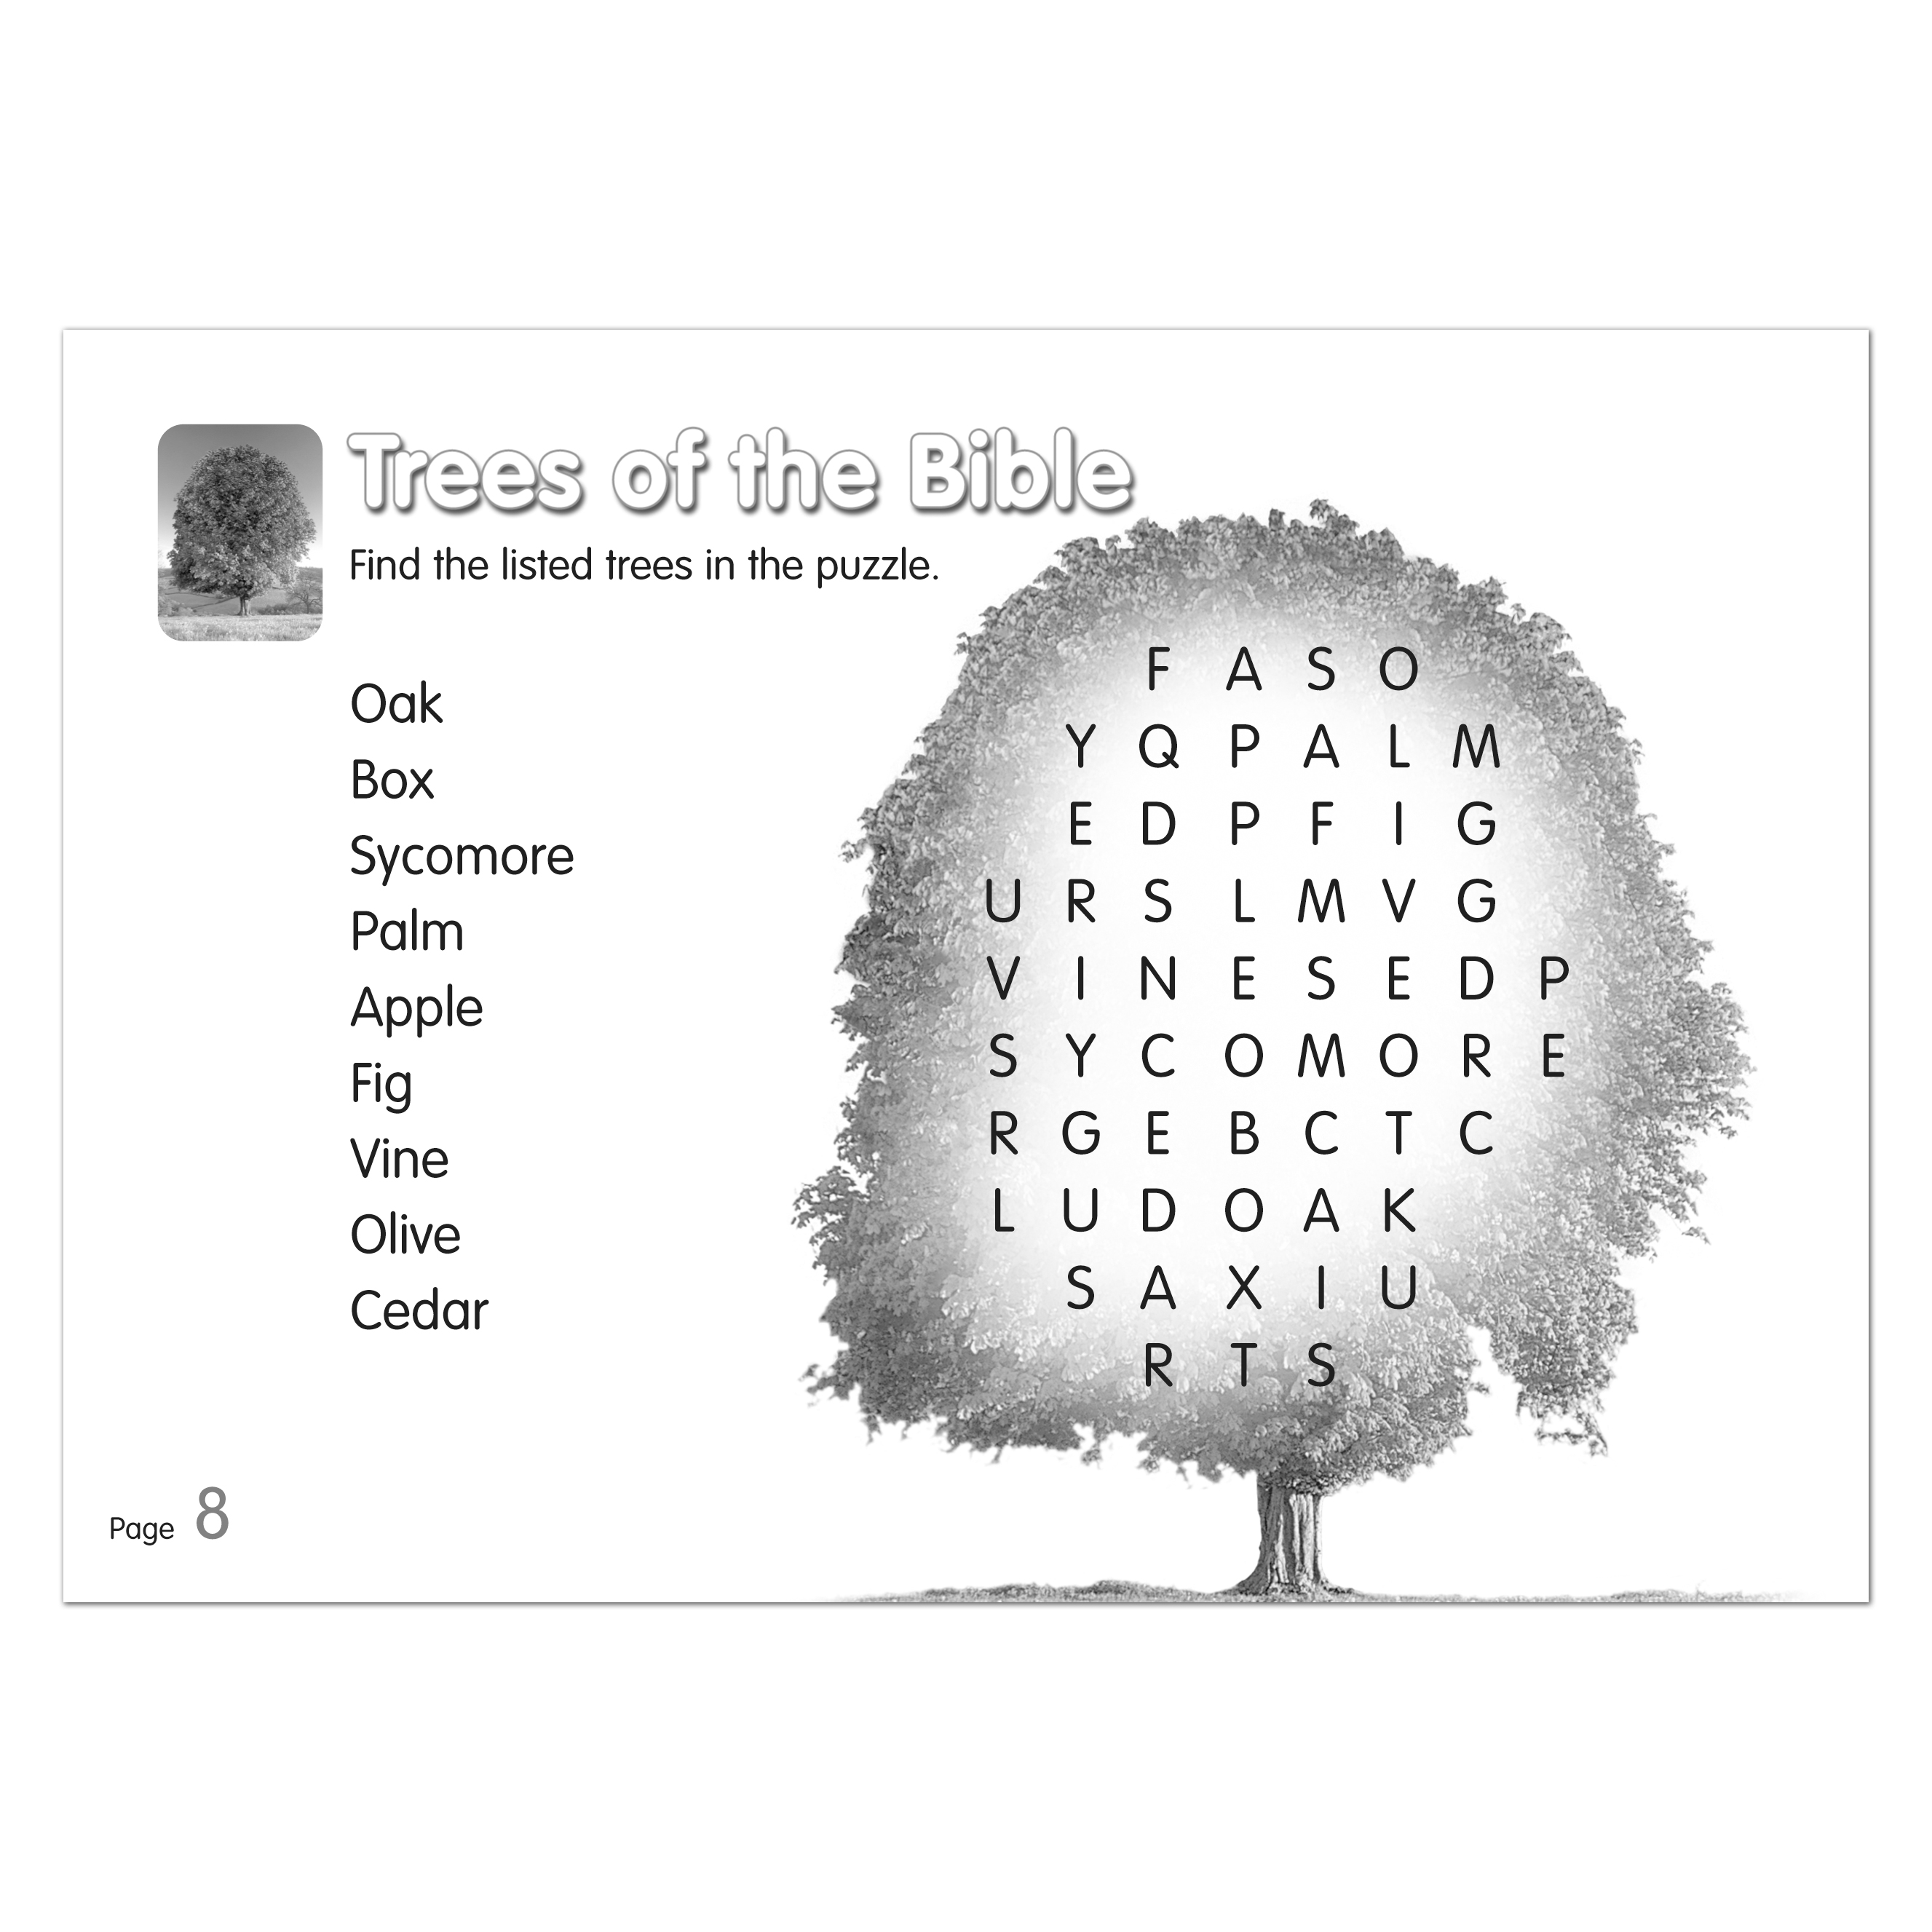 Trees of the Bible
Find the listed trees in the puzzle.
Oak
Box
Sycomore
Palm
Apple
Fig
Vine
Olive
Cedar
F A S O
Y Q P A L M
E D P F I G
U R S L M V G
V I N E S E D P
S Y C O M O R E
R G E B C T C
L U D O A K
S A X I U
R T S
Page 8